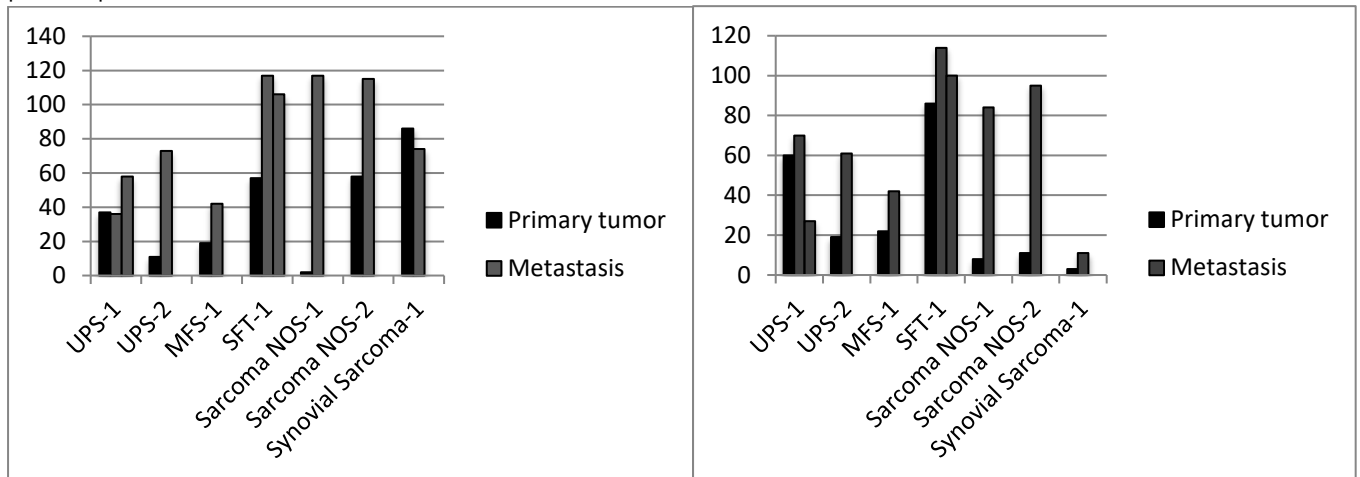 140
120
100
80
60
40
20
0
UPS-1
UPS-2
MFS-1
SFT-1
Sarcoma NOS-1
Sarcoma NOS-2
Synovial Sarcoma-1
Primary tumor
Metastasis
120
100
80
60
40
20
0
UPS-1
UPS-2
MFS-1
SFT-1
Sarcoma NOS-1
Sarcoma NOS-2
Synovial Sarcoma-1
Primary tumor
Metastasis